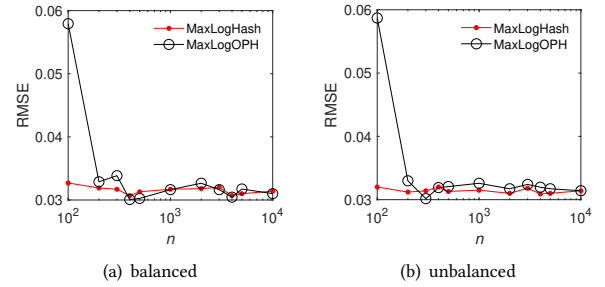 0.06
0.05
0.04
0.03
RMSE
MaxLogHash
MaxLogOPH
10^2
10^3
10^4
n
(a) balanced
0.06
0.05
0.04
0.03
RMSE
MaxLogHash
MaxLogOPH
10^2
10^3
10^4
n
(b) unbalanced